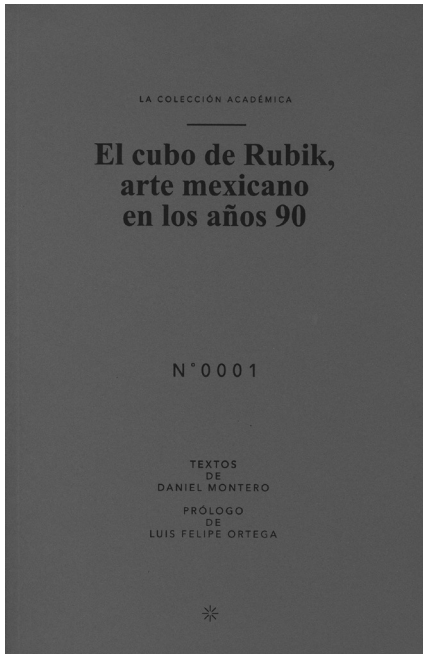 LA COLECCIÓN ACADÉMICA
El cubo de Rubik,
arte mexicano
en los años 90
N°0001
TEXTOS
DE
DANIEL MONTERO
PRÓLOGO
DE
LUIS FELIPE ORTEGA